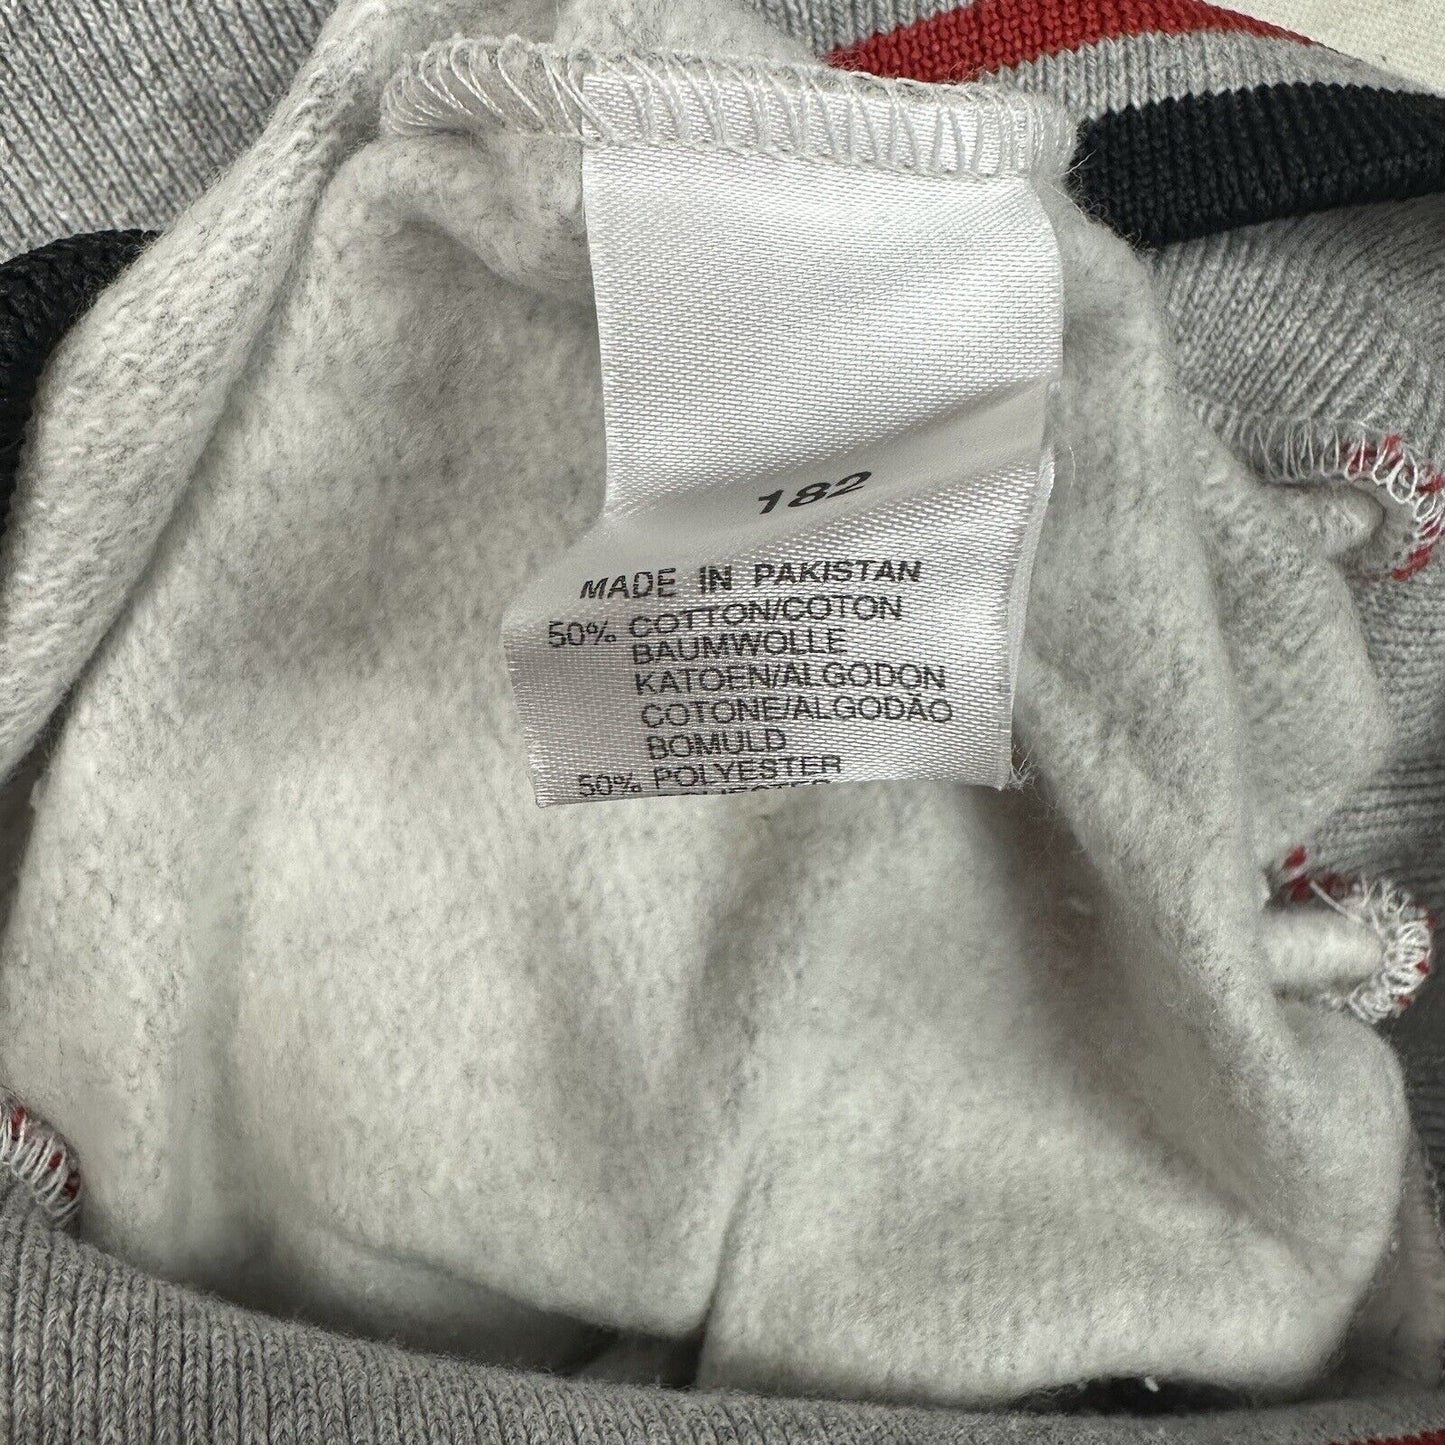 182
MADE IN PAKISTAN
50% COTTON/COTON
BAUMWOLLE
KATOEN/ALGODON
COTONE/ALGODÃO
BOMULD
50% POLYESTER